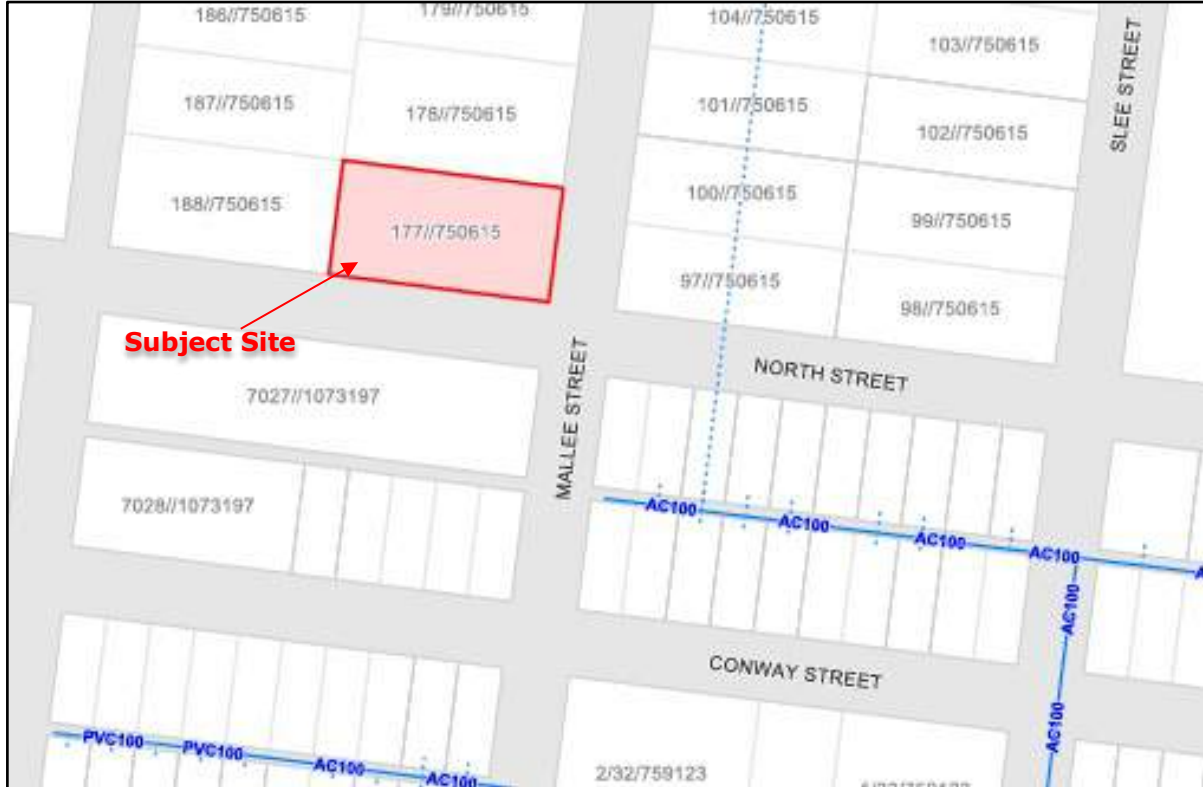 186//750615
179//750615
104//750615
103//750615
SLEE STREET
187//750615
178//750615
101//750615
102//750615
188//750615
177//750615
100//750615
99//750615
97//750615
98//750615
Subject Site
7027//1073197
MALLEE STREET
NORTH STREET
7028//1073197
AC100
AC100
AC100
AC100
AC100
CONWAY STREET
AC100
PVC100
PVC100
AC100
AC100
2/32/759123